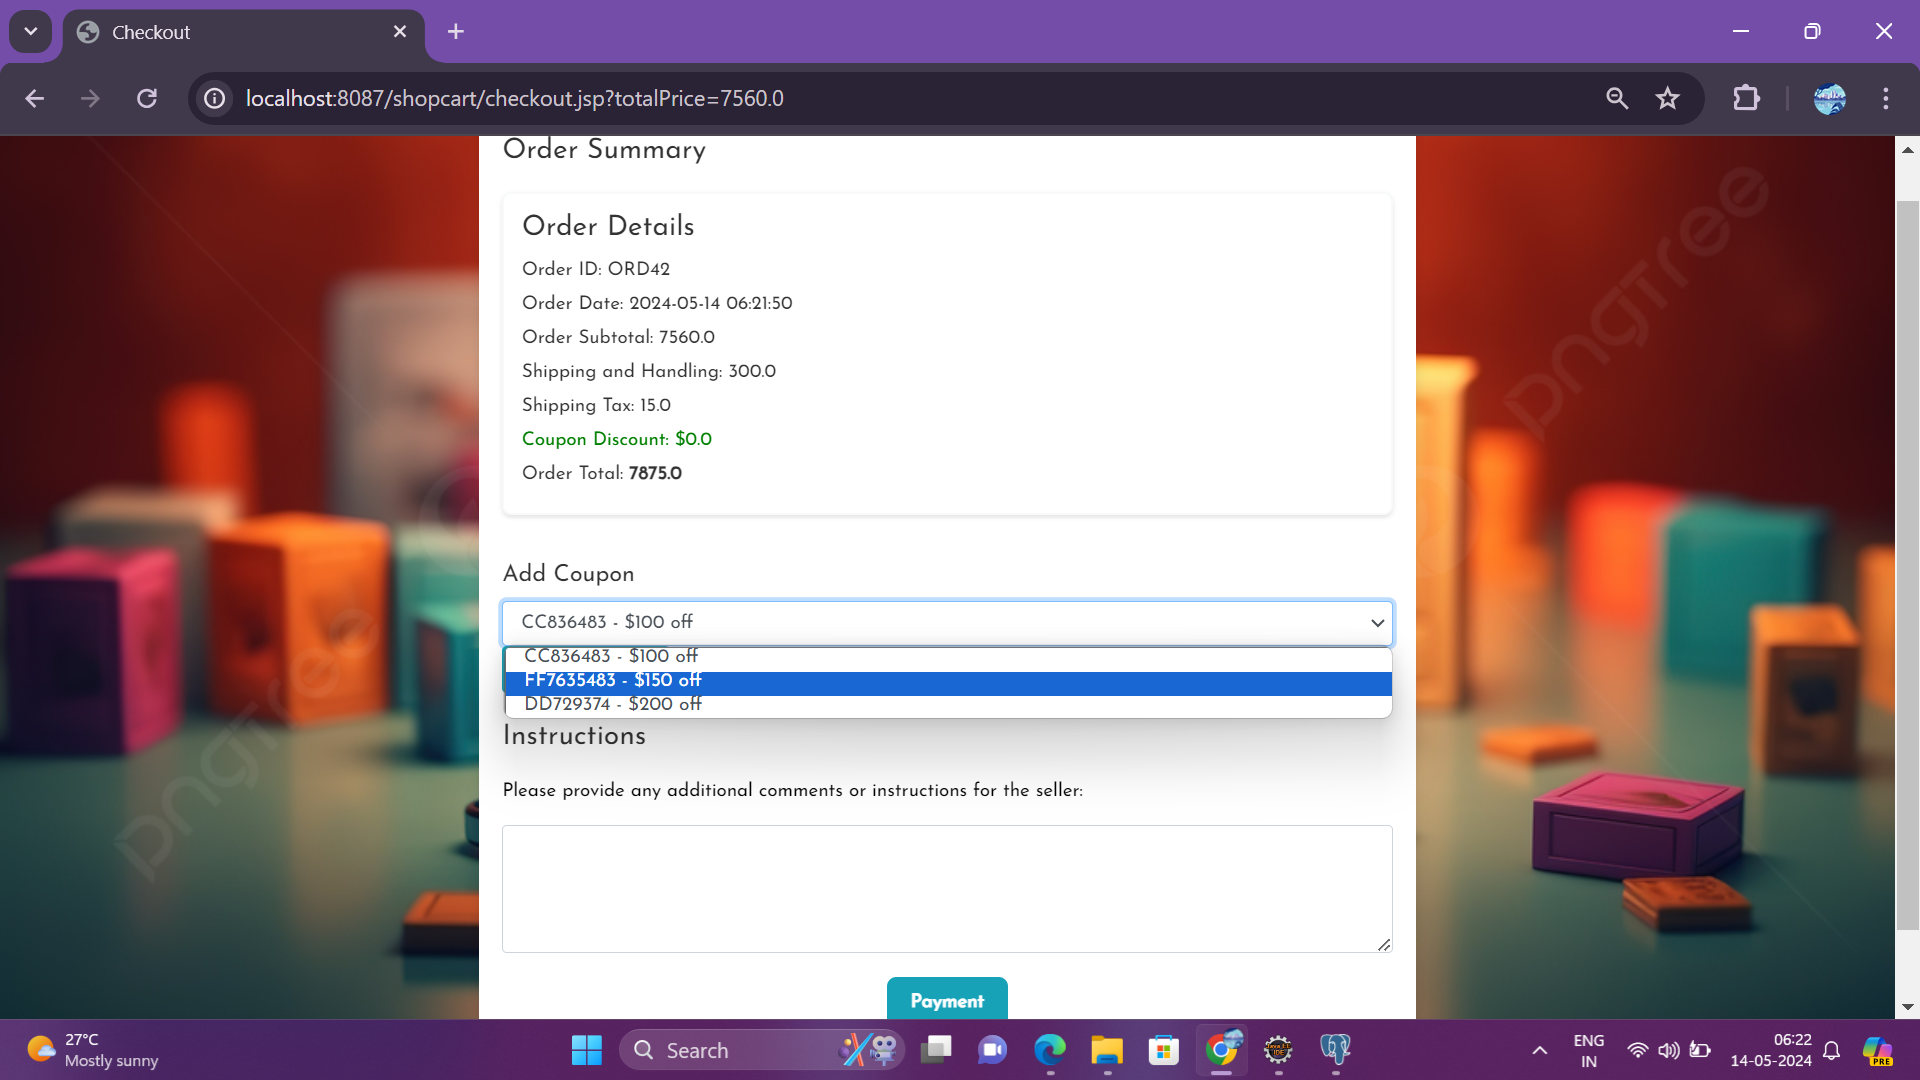 Checkout
localhost:8087/shopcart/checkout.jsp?totalPrice=7560.0
Order Summary
Order Details
Order ID: ORD42
Order Date: 2024-05-14 06:21:50
Order Subtotal: 7560.0
Shipping and Handling: 300.0
Shipping Tax: 15.0
Coupon Discount: $0.0
Order Total: 7875.0
Add Coupon
CC836483 - $100 off
CC836483 - $100 off
FF7635483 - $150 off
DD729374 - $200 off
Instructions
Please provide any additional comments or instructions for the seller:
Payment
pngtree
pngtree
27°C
Mostly sunny
Search
ENG
IN
06:22
14-05-2024
PRE